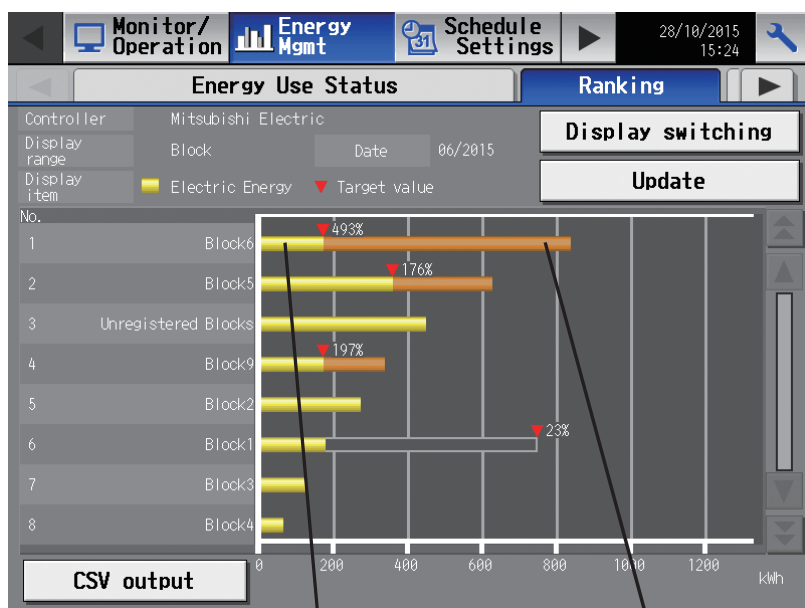 Monitor/
Operation
Energy
Mgmt
31
Schedule
Settings
28/10/2015
15:24
Energy Use Status
Ranking
Controller
Mitsubishi Electric
Display
range
Block
Date
06/2015
Display switching
Display
item
Electric Energy
Target value
Update
No.
1 Block6 493%
2 Block5 176%
3 Unregistered Blocks
4 Block9 197%
5 Block2
6 Block1 23%
7 Block3
8 Block4
0 200 400 600 800 1000 1200
kWh
CSV output